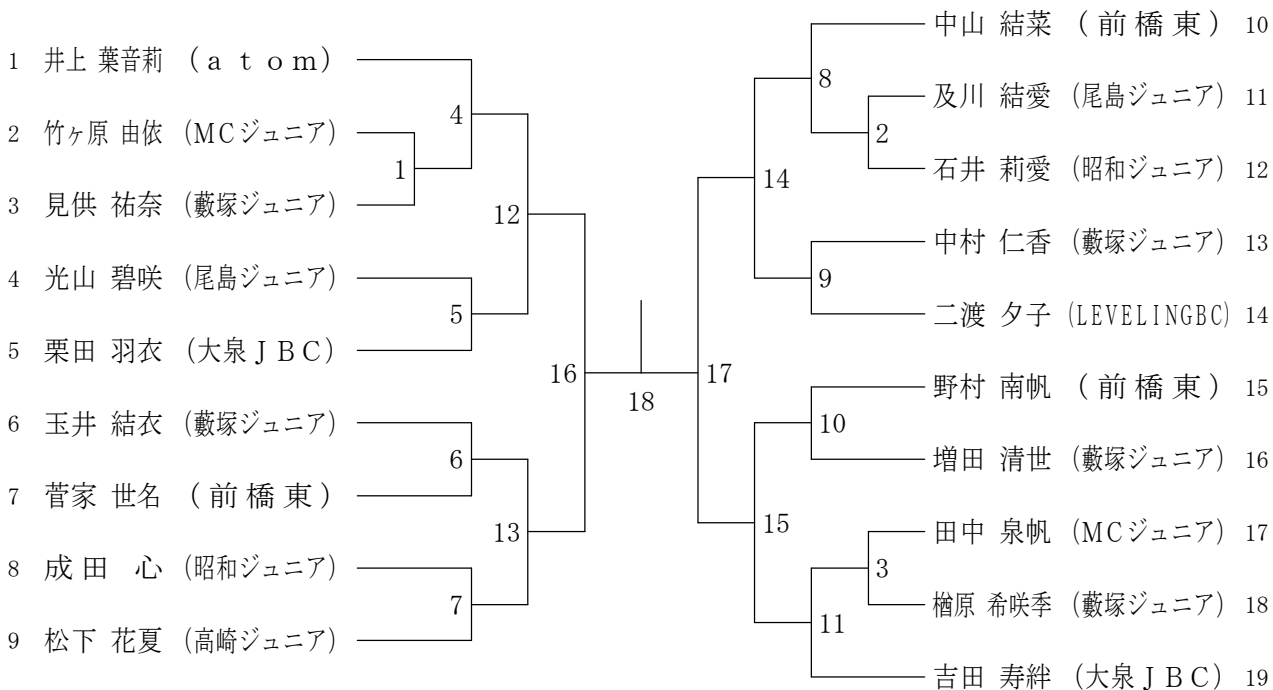 1 井上 葉音莉 (ａｔｏｍ)
2 竹ヶ原 由依 (MCジュニア)
3 見供 祐奈 (藪塚ジュニア)
4 光山 碧咲 (尾島ジュニア)
5 栗田 羽衣 (大泉ＪＢＣ)
6 玉井 結衣 (藪塚ジュニア)
7 菅家 世名 (前橋東)
8 成田 心 (昭和ジュニア)
9 松下 花夏 (高崎ジュニア)
1
4
5
6
7
12
13
16
18
17
14
15
8
2
9
10
3
11
中山 結菜 (前橋東) 10
及川 結愛 (尾島ジュニア) 11
石井 莉愛 (昭和ジュニア) 12
中村 仁香 (藪塚ジュニア) 13
二渡 夕子 (LEVELINGBC) 14
野村 南帆 (前橋東) 15
増田 清世 (藪塚ジュニア) 16
田中 泉帆 (MCジュニア) 17
楢原 希咲季 (藪塚ジュニア) 18
吉田 寿絆 (大泉ＪＢＣ) 19